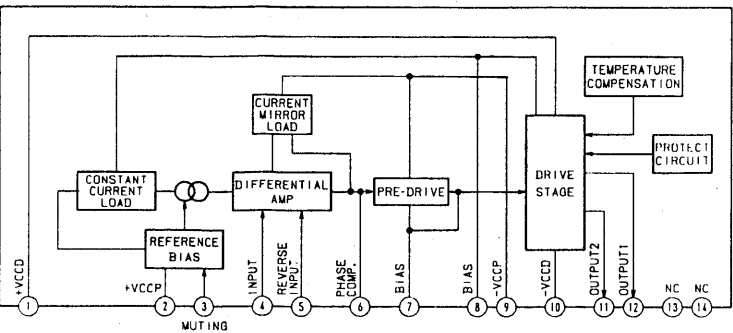 TEMPERATURE
COMPENSATION
CURRENT
MIRROR
LOAD
PROTECT
CIRCUIT
CONSTANT
CURRENT
LOAD
DIFFERENTIAL
AMP
PRE-DRIVE
DRIVE
STAGE
REFERENCE
BIAS
+VCCD
+VCCP
INPUT
REVERSE
INPUT
PHASE
COMP.
BIAS
BIAS
-VCCP
-VCCD
OUTPUT2
OUTPUT1
NC
NC
1
2
3
4
5
6
7
8
9
10
11
12
13
14
MUTING